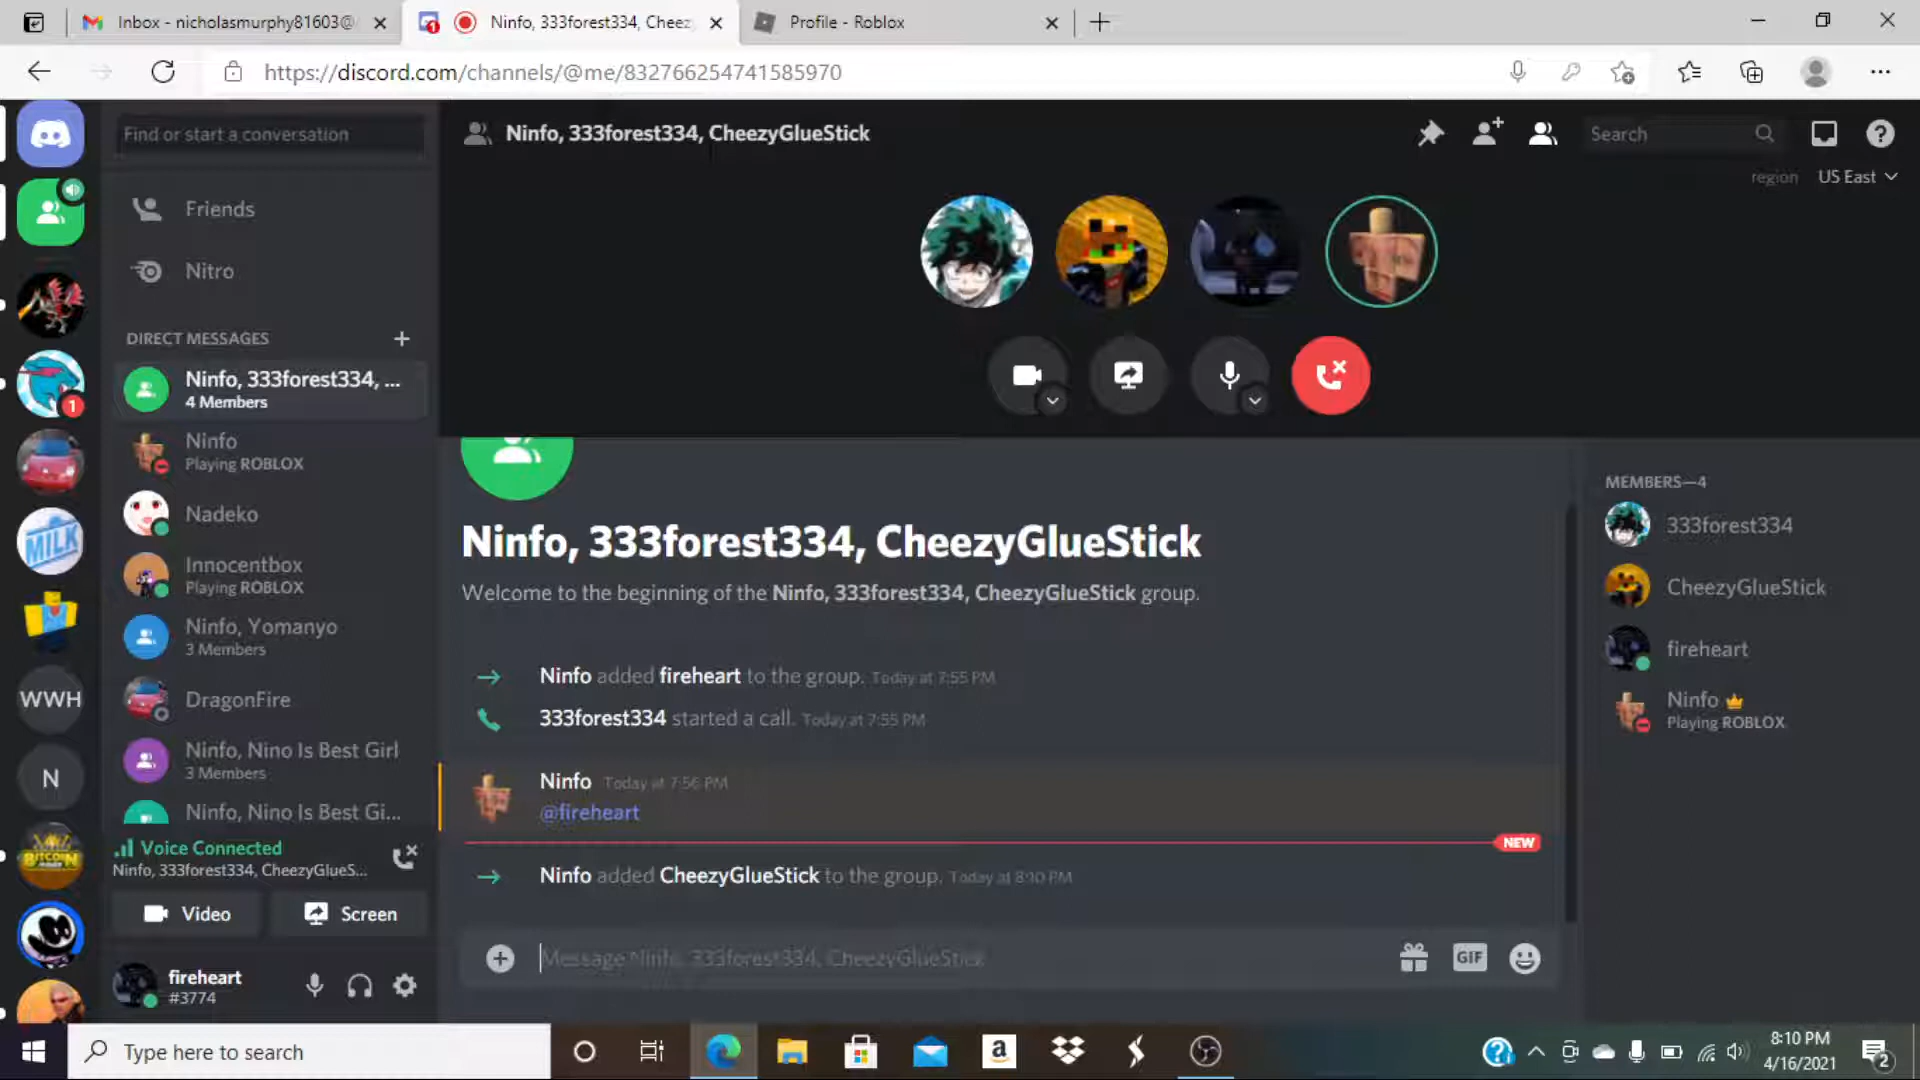 Inbox - nicholasmurphy81603@
Ninfo, 333forest334, Cheez
Profile - Roblox
https://discord.com/channels/@me/832766254741585970
Find or start a conversation
Ninfo, 333forest334, CheezyGlueStick
Search
region US East
Friends
Nitro
DIRECT MESSAGES
Ninfo, 333forest334, ...
4 Members
Ninfo
Playing ROBLOX
Nadeko
Innocentbox
Playing ROBLOX
Ninfo, Yomanyo
3 Members
DragonFire
Ninfo, Nino Is Best Girl
3 Members
Ninfo, Nino Is Best Gi...
1
MILK
WWH
N
BITCOIN
Voice Connected
Ninfo, 333forest334, CheezyGlueS...
Video
Screen
fireheart
#3774
Ninfo, 333forest334, CheezyGlueStick
Welcome to the beginning of the Ninfo, 333forest334, CheezyGlueStick group.
Ninfo added fireheart to the group. Today at 7:55 PM
333forest334 started a call. Today at 7:55 PM
Ninfo Today at 7:56 PM
@fireheart
NEW
Ninfo added CheezyGlueStick to the group. Today at 8:10 PM
Message Ninfo, 333forest334, CheezyGlueStick
GIF
MEMBERS—4
333forest334
CheezyGlueStick
fireheart
Ninfo
Playing ROBLOX
Type here to search
a
8:10 PM
4/16/2021
2